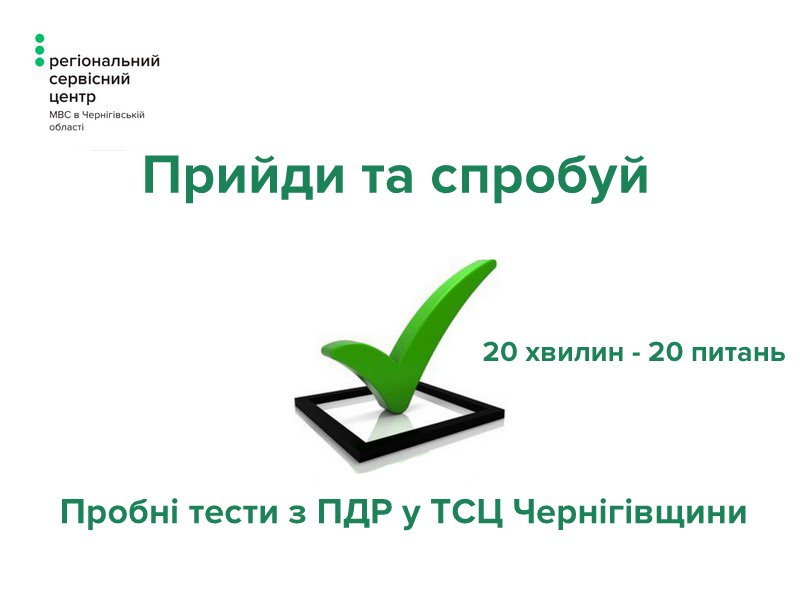 регіональний
сервісний
центр
МВС в Чернігівській
області
Прийди та спробуй
20 хвилин - 20 питань
Пробні тести з ПДР у ТСЦ Чернігівщини